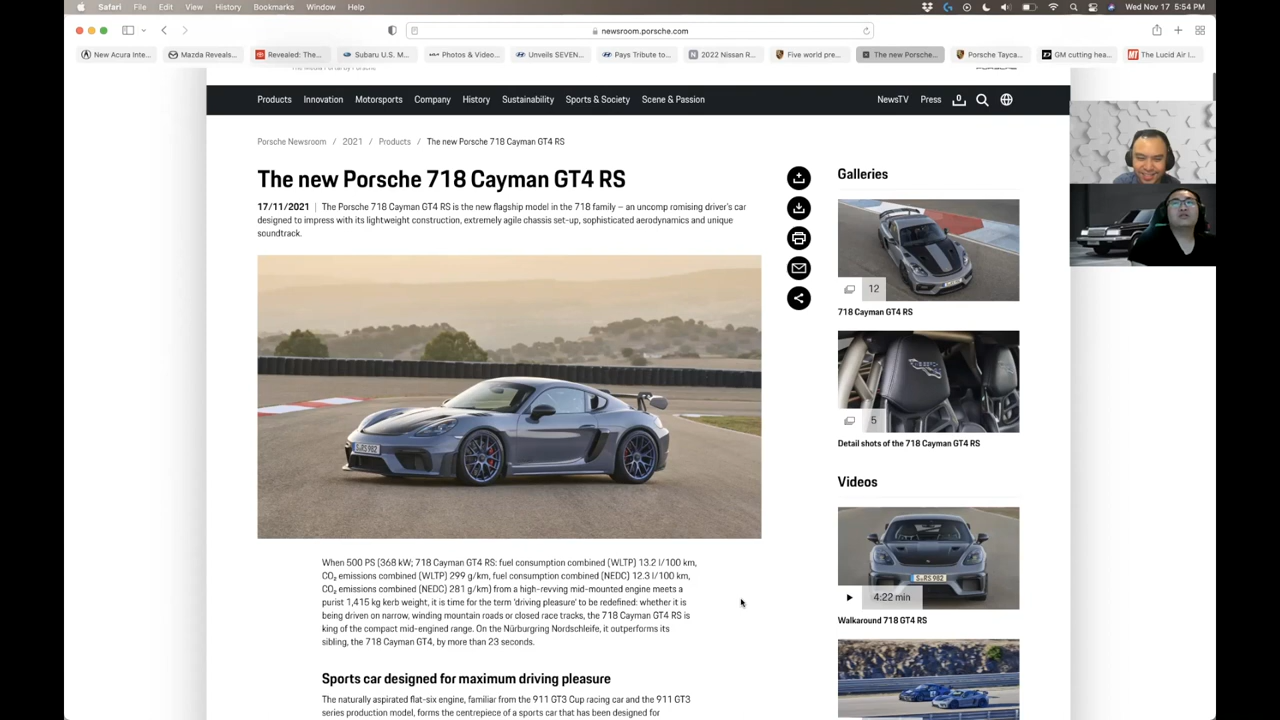 Safari File Edit View History Bookmarks Window Help
Wed Nov 17 5:54 PM
newsroom.porsche.com
New Acura Inte...
Mazda Reveals...
Revealed: The...
Subaru U.S. M...
Photos & Video...
Unveils SEVEN...
Pays Tribute to...
2022 Nissan R...
Five world pre...
The new Porsche...
Porsche Tayca...
GM cutting hea...
The Lucid Air I...
Products Innovation Motorsports Company History Sustainability Sports & Society Scene & Passion
NewsTV Press 0
Porsche Newsroom / 2021 / Products / The new Porsche 718 Cayman GT4 RS
The new Porsche 718 Cayman GT4 RS
17/11/2021 | The Porsche 718 Cayman GT4 RS is the new flagship model in the 718 family – an uncomp romising driver's car
designed to impress with its lightweight construction, extremely agile chassis set-up, sophisticated aerodynamics and unique
soundtrack.
S:RS 982
When 500 PS (368 kW; 718 Cayman GT4 RS: fuel consumption combined (WLTP) 13.2 l/100 km,
CO₂ emissions combined (WLTP) 299 g/km, fuel consumption combined (NEDC) 12.3 l/100 km,
CO₂ emissions combined (NEDC) 281 g/km) from a high-revving mid-mounted engine meets a
purist 1,415 kg kerb weight, it is time for the term 'driving pleasure' to be redefined: whether it is
being driven on narrow, winding mountain roads or closed race tracks, the 718 Cayman GT4 RS is
king of the compact mid-engined range. On the Nürburgring Nordschleife, it outperforms its
sibling, the 718 Cayman GT4, by more than 23 seconds.
Sports car designed for maximum driving pleasure
The naturally aspirated flat-six engine, familiar from the 911 GT3 Cup racing car and the 911 GT3
series production model, forms the centrepiece of a sports car that has been designed for
Galleries
12
718 Cayman GT4 RS
5
Detail shots of the 718 Cayman GT4 RS
Videos
S:RS 982
4:22 min
Walkaround 718 GT4 RS